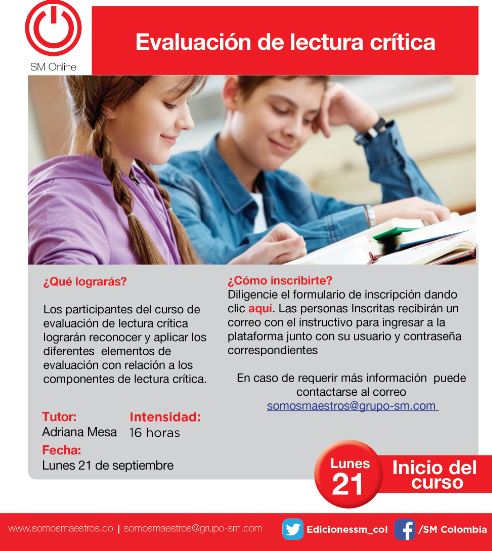 SM Online
Evaluación de lectura crítica
¿Qué lograrás?
Los participantes del curso de
evaluación de lectura crítica
lograrán reconocer y aplicar los
diferentes elementos de
evaluación con relación a los
componentes de lectura crítica.
Tutor:
Adriana Mesa
Intensidad:
16 horas
Fecha:
Lunes 21 de septiembre
¿Cómo inscribirte?
Diligencie el formulario de inscripción dando
clic aquí. Las personas Inscritas recibirán un
correo con el instructivo para ingresar a la
plataforma junto con su usuario y contraseña
correspondientes
En caso de requerir más información puede
contactarse al correo
somosmaestros@grupo-sm.com
Lunes
21
Inicio del
curso
www.somosmaestros.co | somosmaestros@grupo-sm.com
Edicionessm_col
/SM Colombia